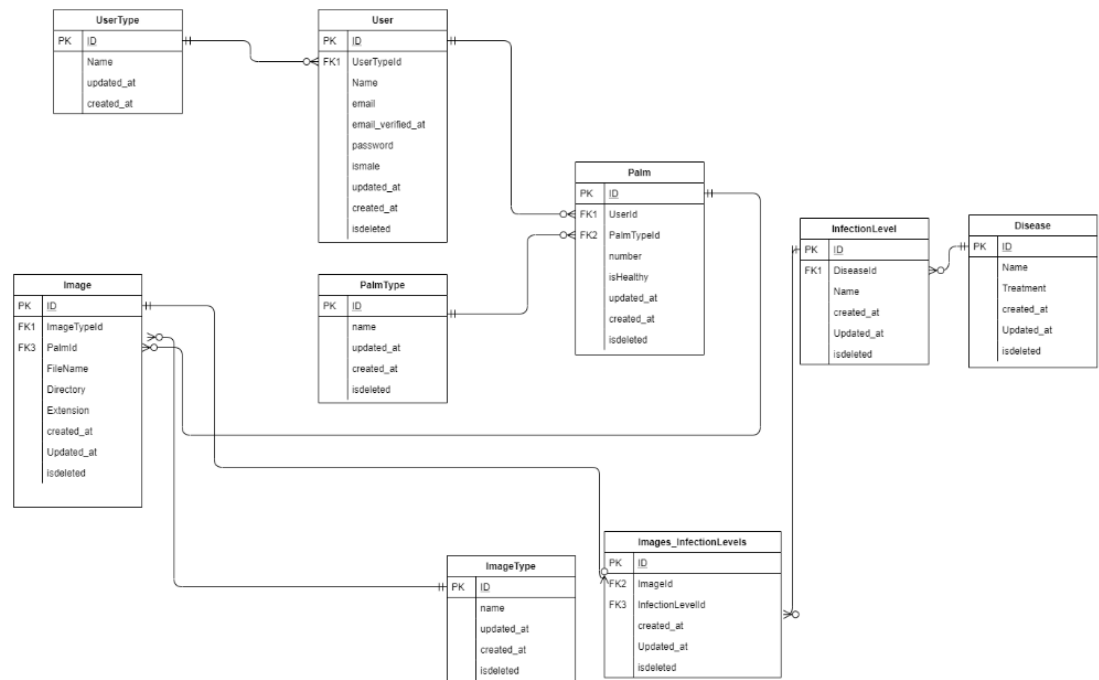 UserType
PK ID
Name
updated_at
created_at
User
PK ID
FK1 UserTypeId
Name
email
email_verified_at
password
ismale
updated_at
created_at
isdeleted
Palm
PK ID
FK1 UserId
FK2 PalmTypeId
number
isHealthy
updated_at
created_at
isdeleted
InfectionLevel
PK ID
FK1 DiseaseId
Name
created_at
Updated_at
isdeleted
Disease
PK ID
Name
Treatment
created_at
Updated_at
isdeleted
Image
PK ID
FK1 ImageTypeId
FK3 PalmId
FileName
Directory
Extension
created_at
Updated_at
isdeleted
PalmType
PK ID
name
updated_at
created_at
isdeleted
ImageType
PK ID
name
updated_at
created_at
isdeleted
Images_InfectionLevels
PK ID
FK2 ImageId
FK3 InfectionLevelId
created_at
Updated_at
isdeleted